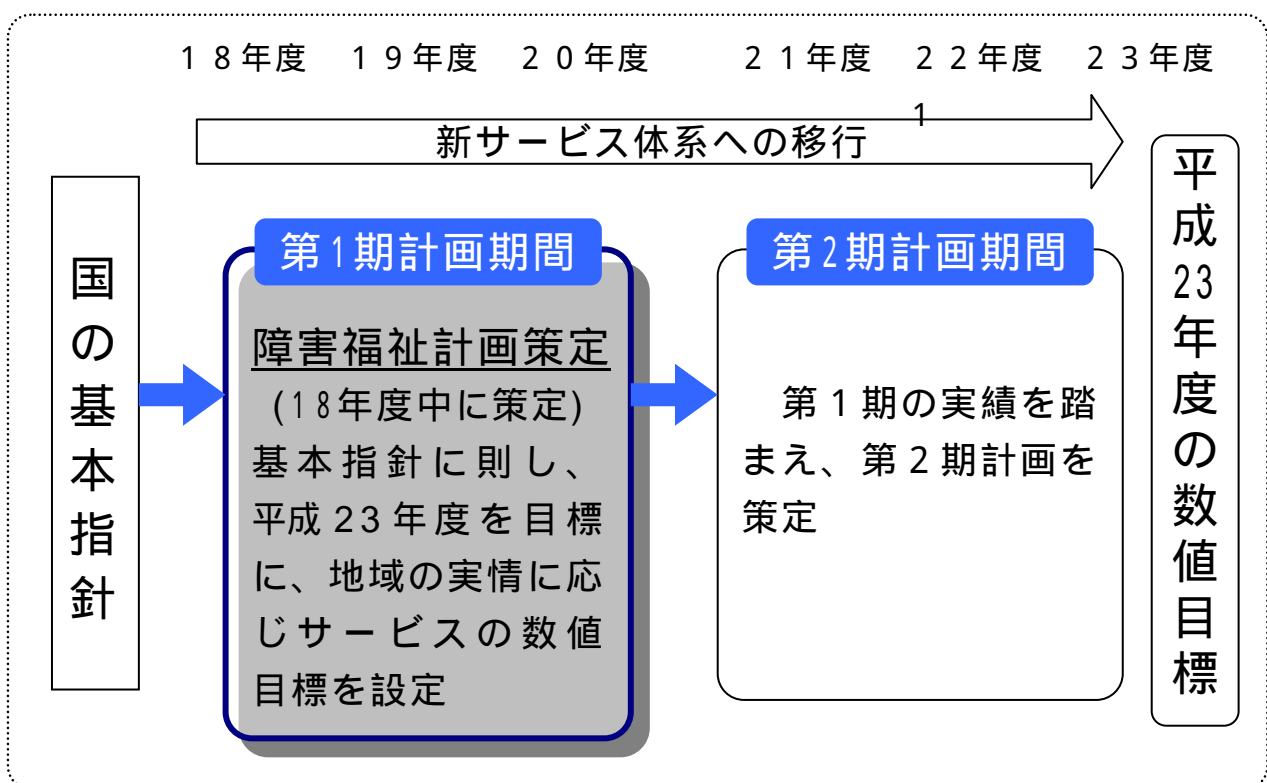 18年度 19年度 20年度 21年度 22年度 23年度
1
新サービス体系への移行
国の基本指針
第1期計画期間
障害福祉計画策定
(18年度中に策定)
基本指針に則し、
平成23年度を目標
に、地域の実情に応
じサービスの数値
目標を設定
第2期計画期間
第1期の実績を踏
まえ、第2期計画を
策定
平成23年度の数値目標